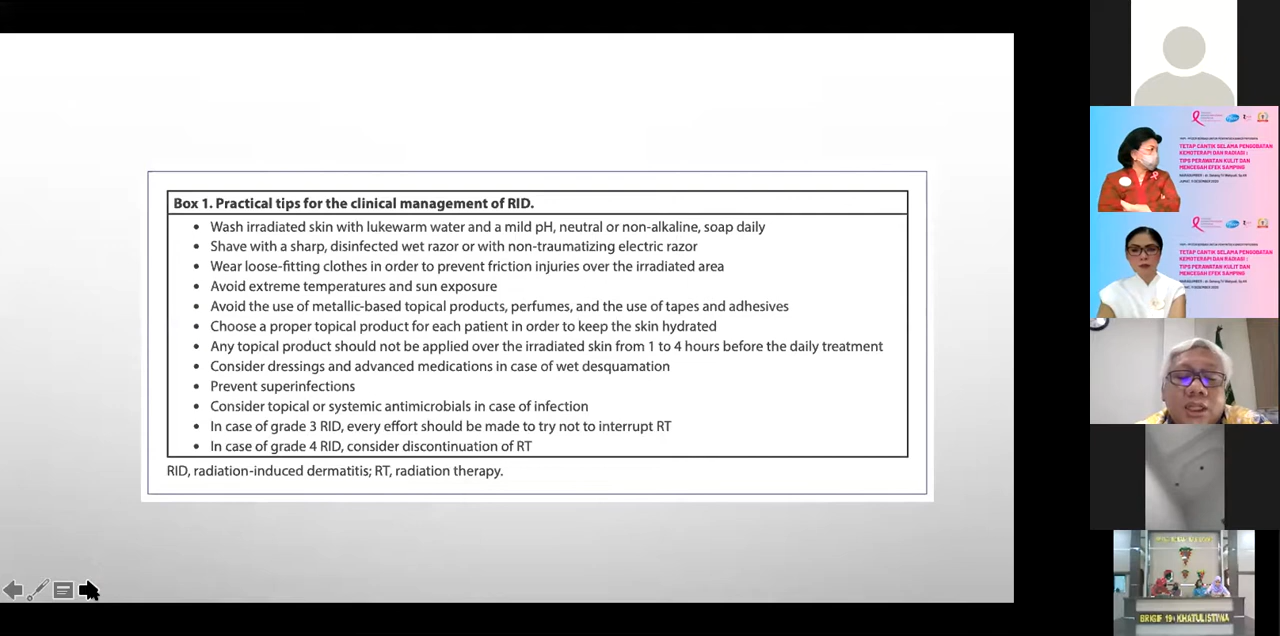 Box 1. Practical tips for the clinical management of RID.
• Wash irradiated skin with lukewarm water and a mild pH, neutral or non-alkaline, soap daily
• Shave with a sharp, disinfected wet razor or with non-traumatizing electric razor
• Wear loose-fitting clothes in order to prevent friction injuries over the irradiated area
• Avoid extreme temperatures and sun exposure
• Avoid the use of metallic-based topical products, perfumes, and the use of tapes and adhesives
• Choose a proper topical product for each patient in order to keep the skin hydrated
• Any topical product should not be applied over the irradiated skin from 1 to 4 hours before the daily treatment
• Consider dressings and advanced medications in case of wet desquamation
• Prevent superinfections
• Consider topical or systemic antimicrobials in case of infection
• In case of grade 3 RID, every effort should be made to try not to interrupt RT
• In case of grade 4 RID, consider discontinuation of RT
RID, radiation-induced dermatitis; RT, radiation therapy.
TETAP CANTIK SELAMA PENGOBATAN
KEMOTERAPI DAN RADIASI :
TIPS PERAWATAN KULIT DAN
MENCEGAH EFEK SAMPING
TETAP CANTIK SELAMA PENGOBATAN
KEMOTERAPI DAN RADIASI :
TIPS PERAWATAN KULIT DAN
MENCEGAH EFEK SAMPING
BRIGIF 19 KHATULISTIWA